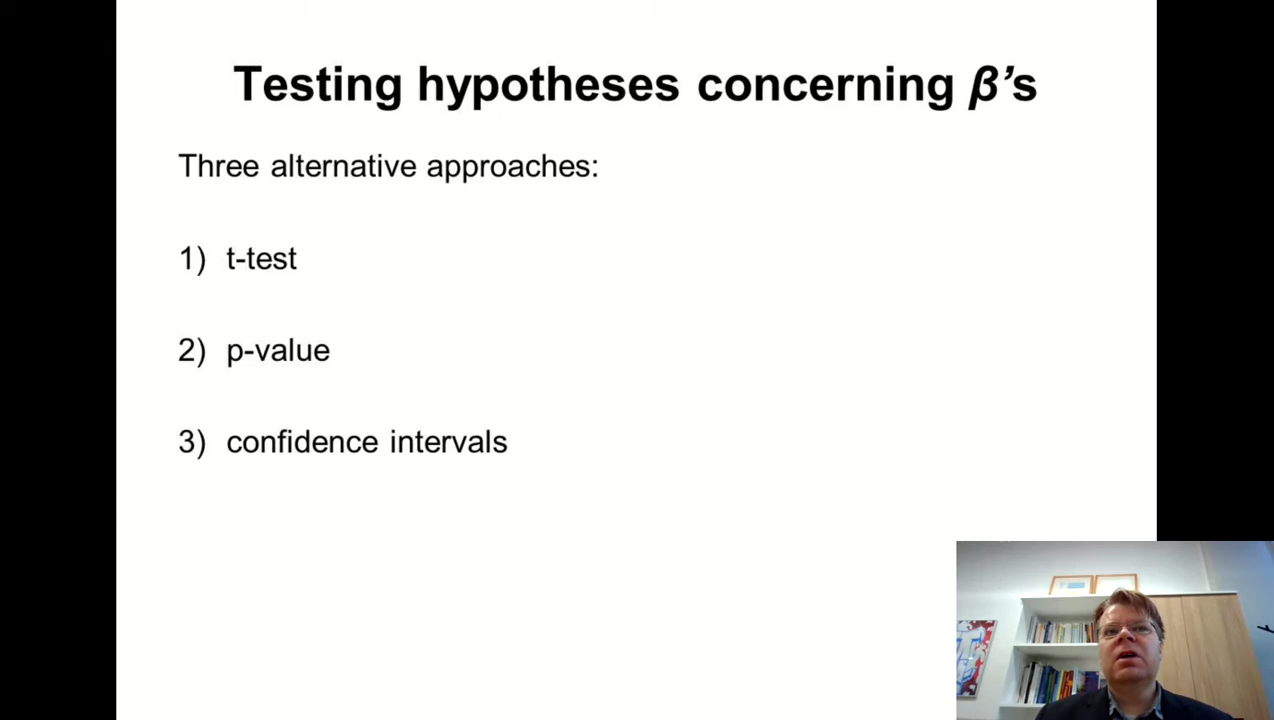 Testing hypotheses concerning β's
Three alternative approaches:
1) t-test
2) p-value
3) confidence intervals